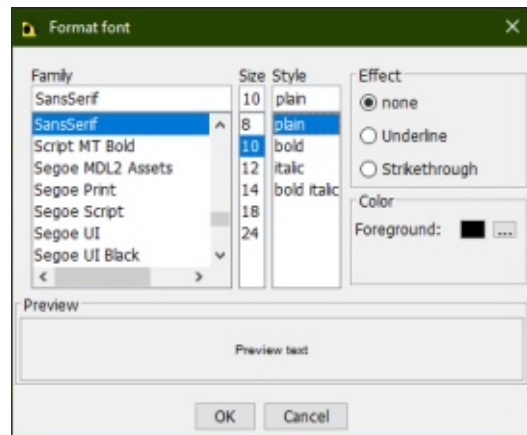 Format font
Family
SansSerif
SansSerif
Script MT Bold
Segoe MDL2 Assets
Segoe Print
Segoe Script
Segoe UI
Segoe UI Black
Size
10
8
10
12
14
18
24
Style
plain
plain
bold
italic
bold italic
Effect
none
Underline
Strikethrough
Color
Foreground:
...
Preview
Preview text
OK
Cancel